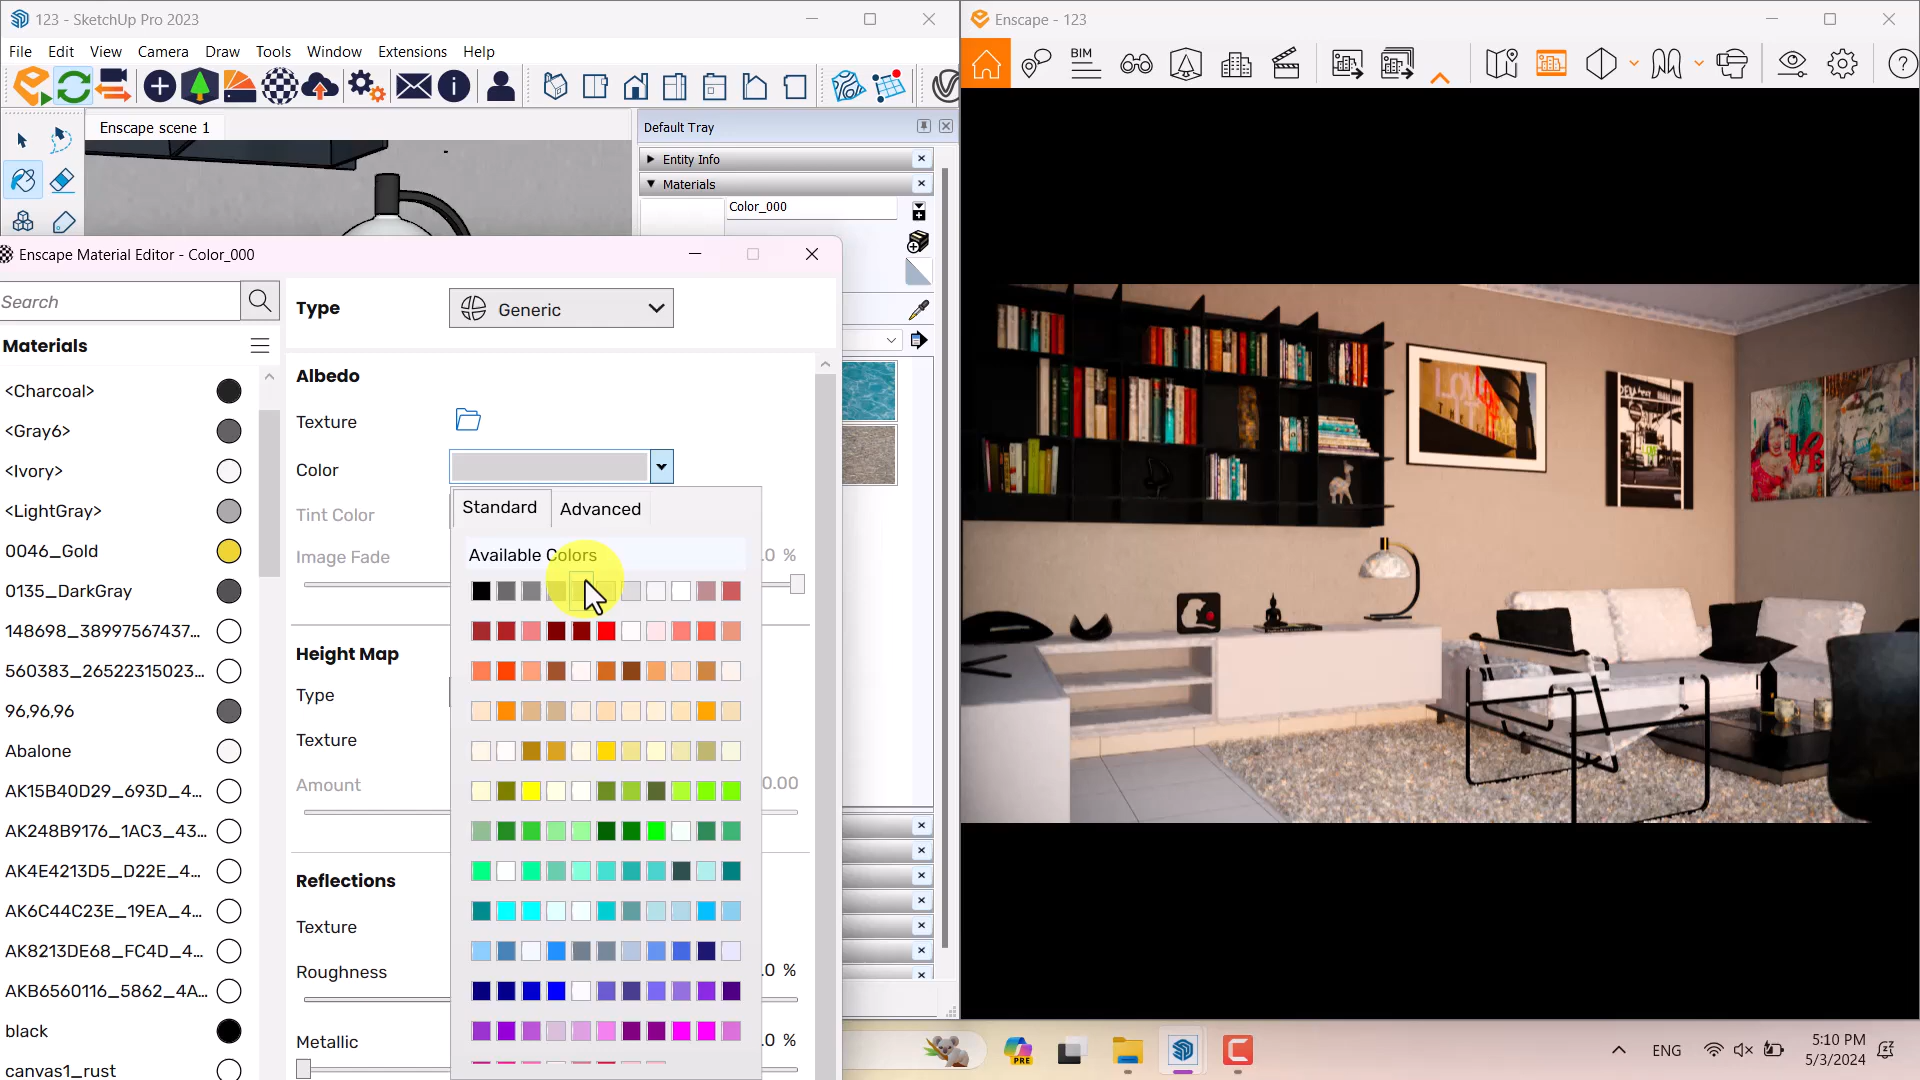 123 - SketchUp Pro 2023
File Edit View Camera Draw Tools Window Extensions Help
Enscape scene 1
Default Tray
Entity Info
Materials
Color_000
Enscape Material Editor - Color_000
Search
Materials
<Charcoal>
<Gray6>
<Ivory>
<LightGray>
0046_Gold
0135_DarkGray
148698_38997567437...
560383_26522315023...
96,96,96
Abalone
AK15B40D29_693D_4...
AK248B9176_1AC3_43...
AK4E4213D5_D22E_4...
AK6C44C23E_19EA_4...
AK8213DE68_FC4D_4...
AKB6560116_5862_4A...
black
canvas1_rust
Type
Generic
Albedo
Texture
Color
Tint Color
Image Fade
.0 %
Standard Advanced
Available Colors
Height Map
Type
Texture
Amount
0.00
Reflections
Texture
Roughness
.0 %
Metallic
.0 %
Enscape - 123
BIM
LOVE
PRE
ENG
5:10 PM
5/3/2024